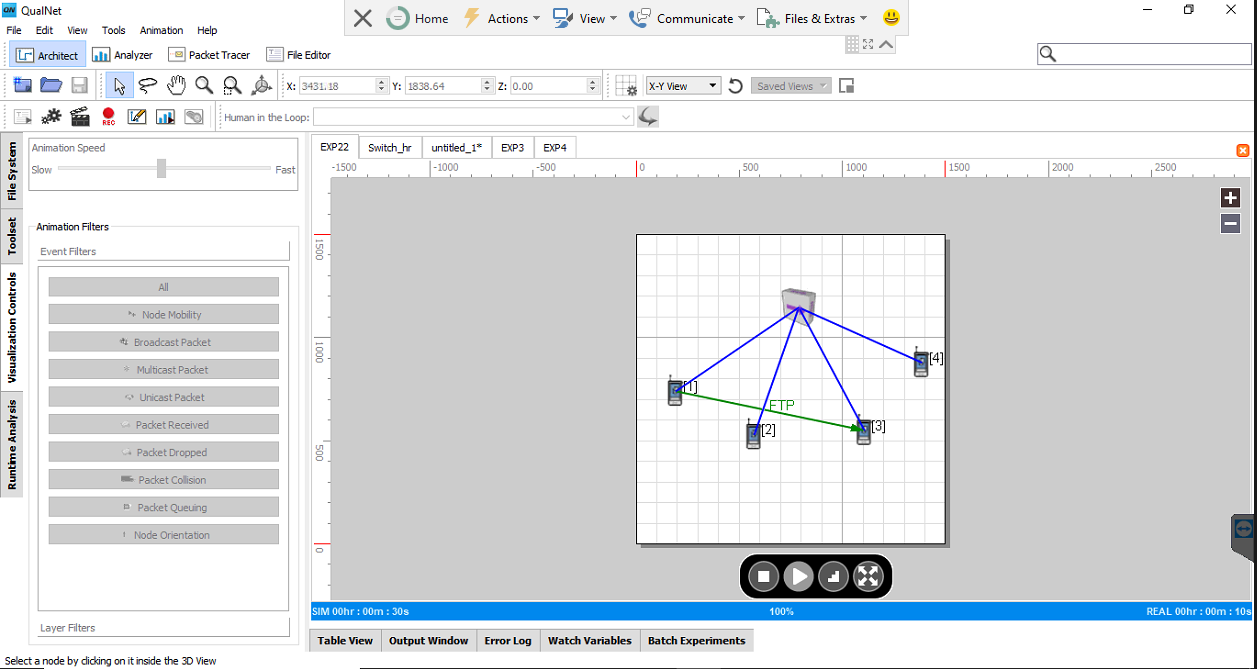 QN QualNet
Home Actions View Communicate Files & Extras
File Edit View Tools Animation Help
Architect Analyzer Packet Tracer File Editor
X: 3431.18 Y: 1838.64 Z: 0.00 X-Y View Saved Views
REC Human in the Loop:
File System
Toolset
Visualization Controls
Runtime Analysis
Animation Speed
Slow Fast
Animation Filters
Event Filters
All
Node Mobility
Broadcast Packet
Multicast Packet
Unicast Packet
Packet Received
Packet Dropped
Packet Collision
Packet Queuing
Node Orientation
Layer Filters
EXP22 Switch_hr untitled_1* EXP3 EXP4
-1500 -1000 -500 0 500 1000 1500 2000 2500
1500
1000
500
0
[4]
[1]
FTP
[2] [3]
SIM 00hr : 00m : 30s 100% REAL 00hr : 00m : 10s
Table View Output Window Error Log Watch Variables Batch Experiments
Select a node by clicking on it inside the 3D View